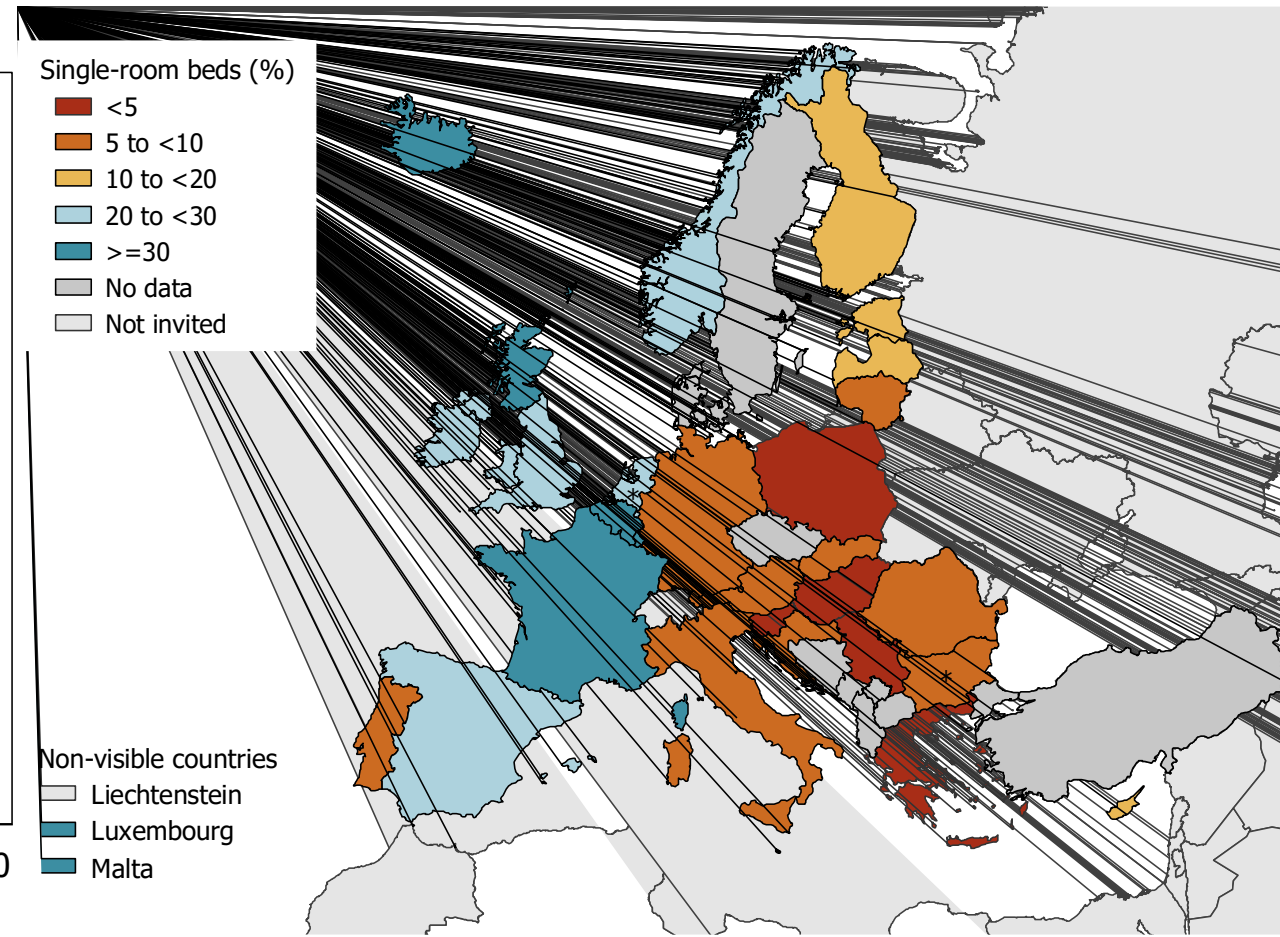 Single-room beds (%)
<5
5 to <10
10 to <20
20 to <30
>=30
No data
Not invited
*
*
Non-visible countries
Liechtenstein
Luxembourg
0
Malta